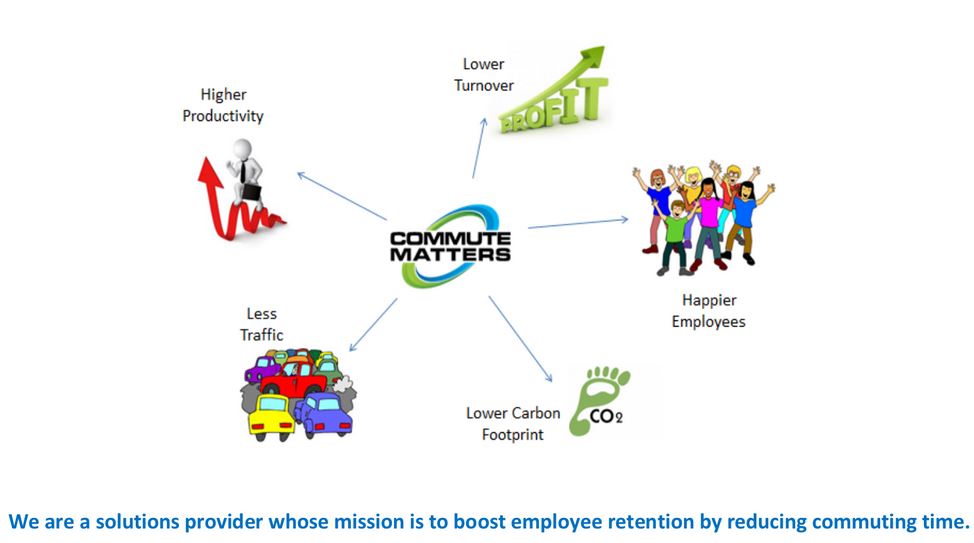 Lower
Turnover
PROFIT
Higher
Productivity
COMMUTE
MATTERS
Happier
Employees
Less
Traffic
Lower Carbon
Footprint
CO2
We are a solutions provider whose mission is to boost employee retention by reducing commuting time.